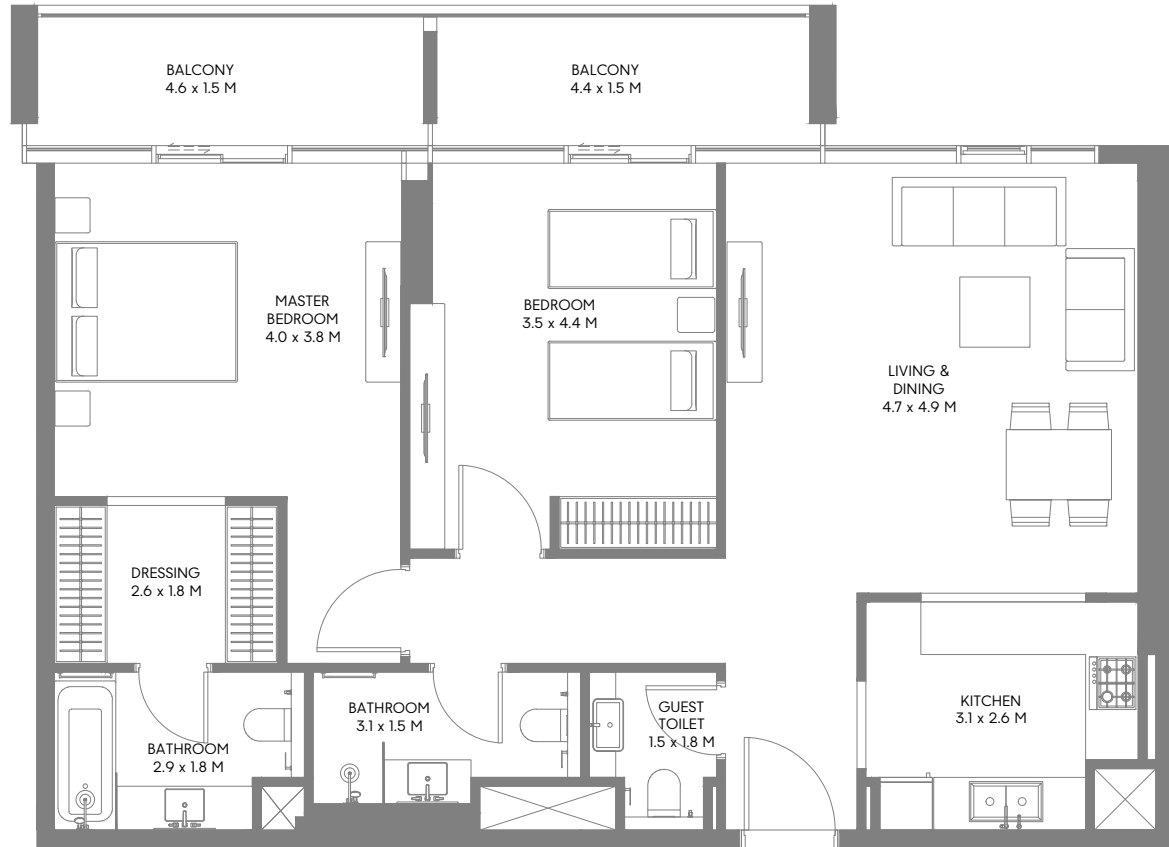 BALCONY
4.6 x 1.5 M
BALCONY
4.4 x 1.5 M
MASTER
BEDROOM
4.0 x 3.8 M
BEDROOM
3.5 x 4.4 M
LIVING &
DINING
4.7 x 4.9 M
DRESSING
2.6 x 1.8 M
BATHROOM
2.9 x 1.8 M
BATHROOM
3.1 x 1.5 M
GUEST
TOILET
1.5 x 1.8 M
KITCHEN
3.1 x 2.6 M